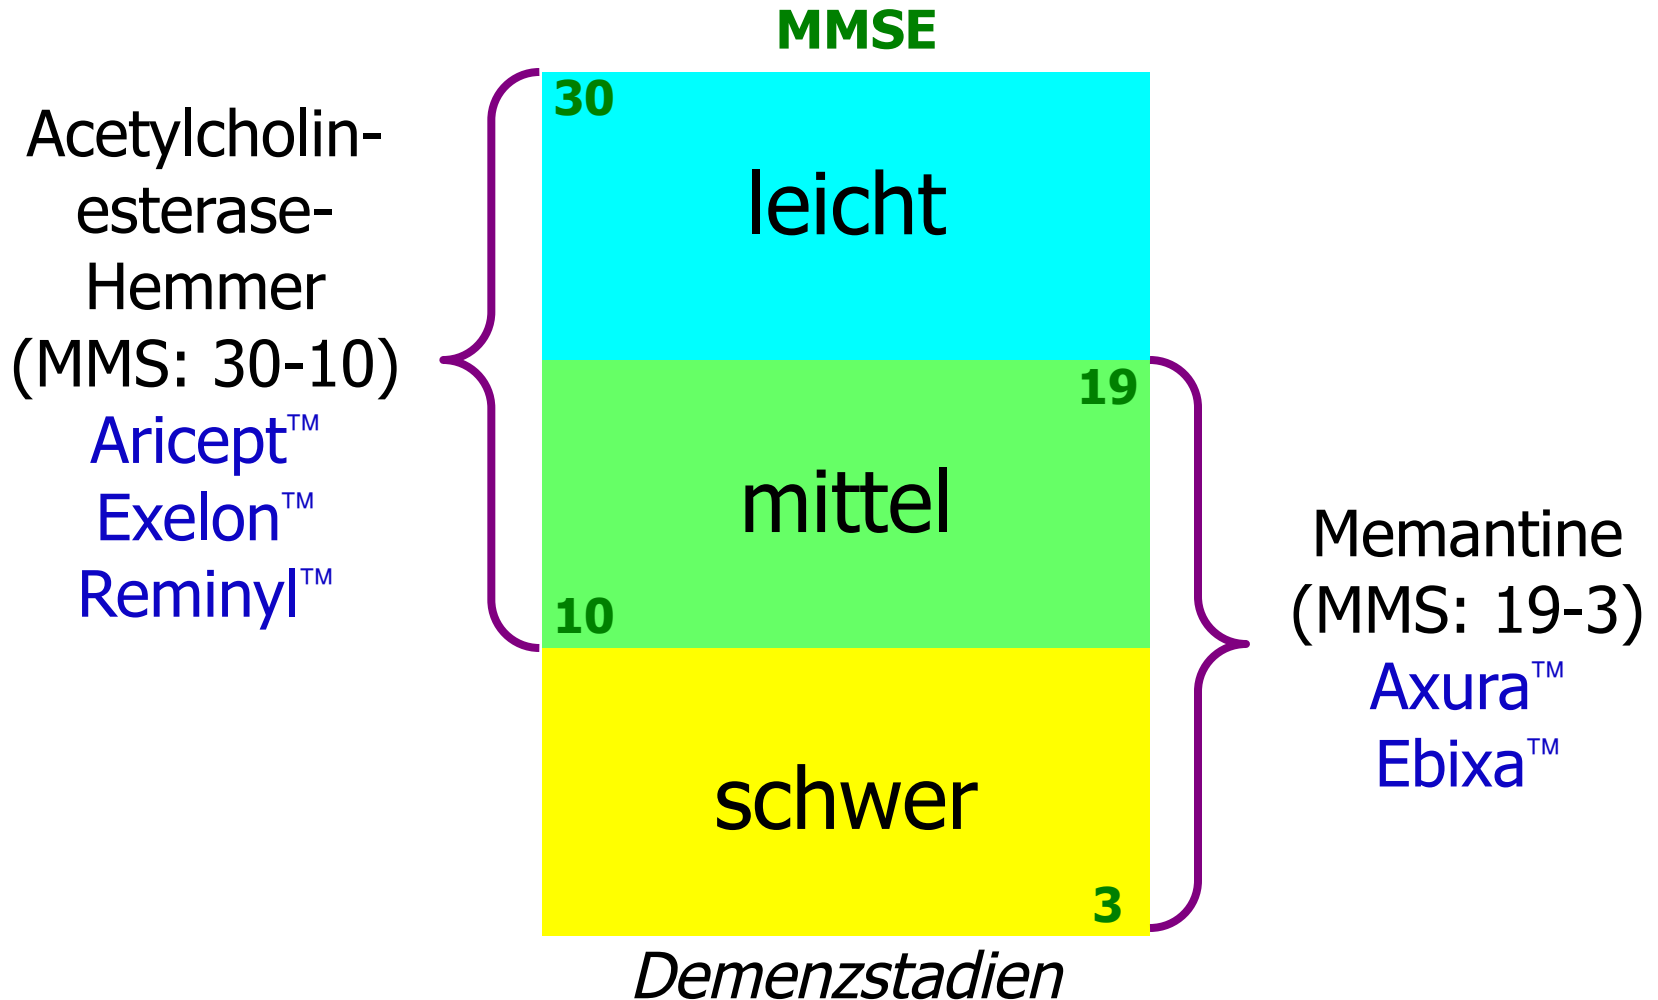 MMSE
Acetylcholin-
esterase-
Hemmer
(MMS: 30-10)
Aricept™
Exelon™
Reminyl™
30
leicht
19
mittel
10
schwer
3
Memantine
(MMS: 19-3)
Axura™
Ebixa™
Demenzstadien